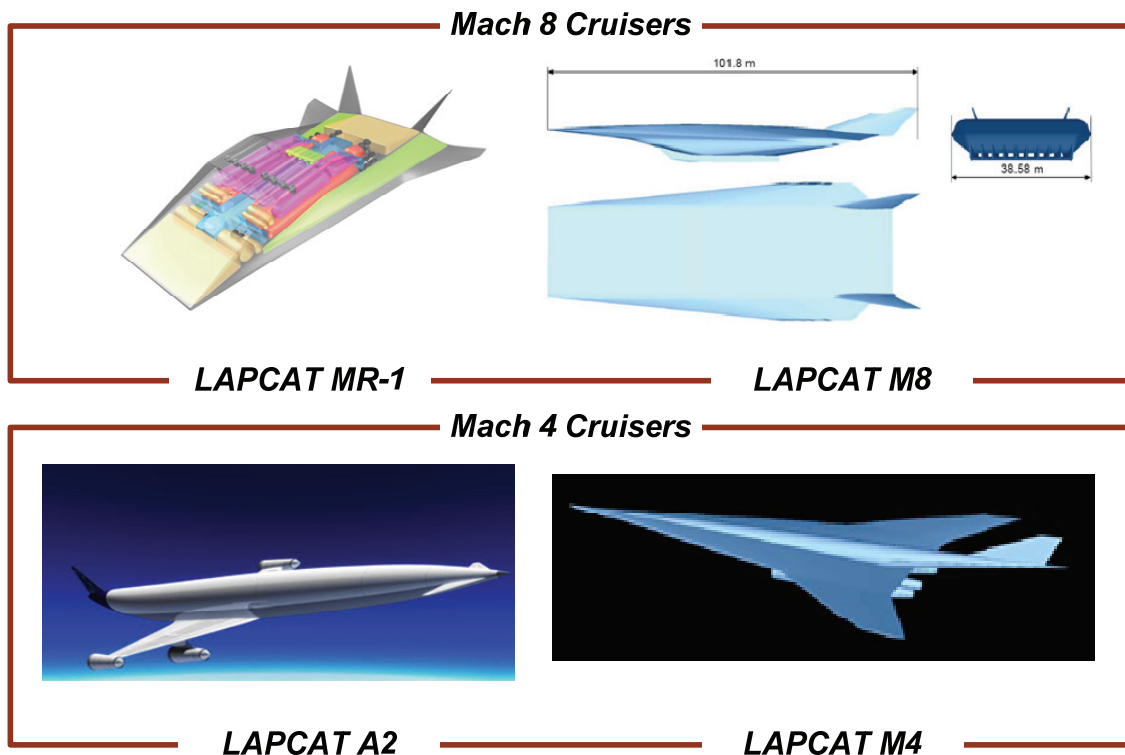 Mach 8 Cruisers
101.8 m
38.58 m
LAPCAT MR-1
LAPCAT M8
Mach 4 Cruisers
LAPCAT A2
LAPCAT M4